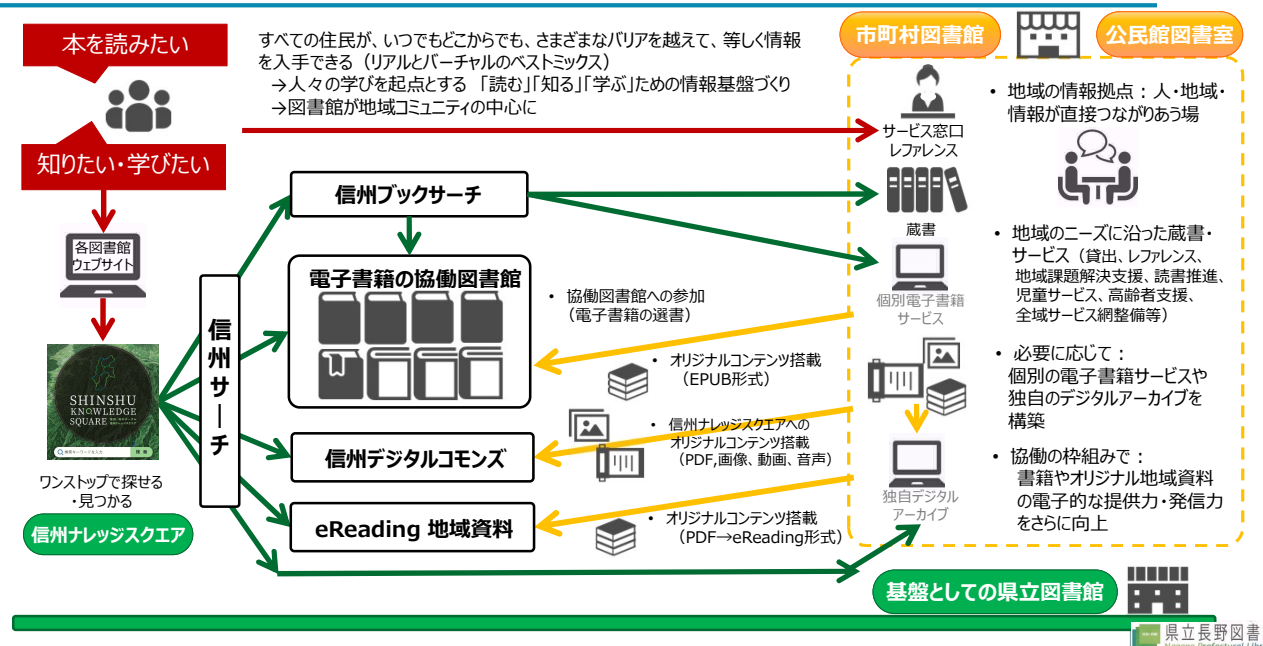 本を読みたい
知りたい・学びたい
すべての住民が、いつでもどこからでも、さまざまなバリアを越えて、等しく情報
を入手できる（リアルとバーチャルのベストミックス）
→人々の学びを起点とする 「読む」「知る」「学ぶ」ための情報基盤づくり
→図書館が地域コミュニティの中心に
各図書館
ウェブサイト
SHINSHU
KNOWLEDGE
SQUARE
検索
ワンストップで探せる
・見つかる
信州ナレッジスクエア
信州サーチ
信州ブックサーチ
電子書籍の協働図書館
信州デジタルコモンズ
eReading 地域資料
• 協働図書館への参加
（電子書籍の選書）
• オリジナルコンテンツ搭載
（EPUB形式）
• 信州ナレッジスクエアへの
オリジナルコンテンツ搭載
（PDF,画像、動画、音声）
• オリジナルコンテンツ搭載
（PDF→eReading形式）
市町村図書館
公民館図書室
サービス窓口
レファレンス
蔵書
個別電子書籍
サービス
独自デジタル
アーカイブ
• 地域の情報拠点：人・地域・
情報が直接つながりあう場
• 地域のニーズに沿った蔵書・
サービス（貸出、レファレンス、
地域課題解決支援、読書推進、
児童サービス、高齢者支援、
全域サービス網整備等）
• 必要に応じて：
個別の電子書籍サービスや
独自のデジタルアーカイブを
構築
• 協働の枠組みで：
書籍やオリジナル地域資料
の電子的な提供力・発信力
をさらに向上
基盤としての県立図書館
県立長野図書